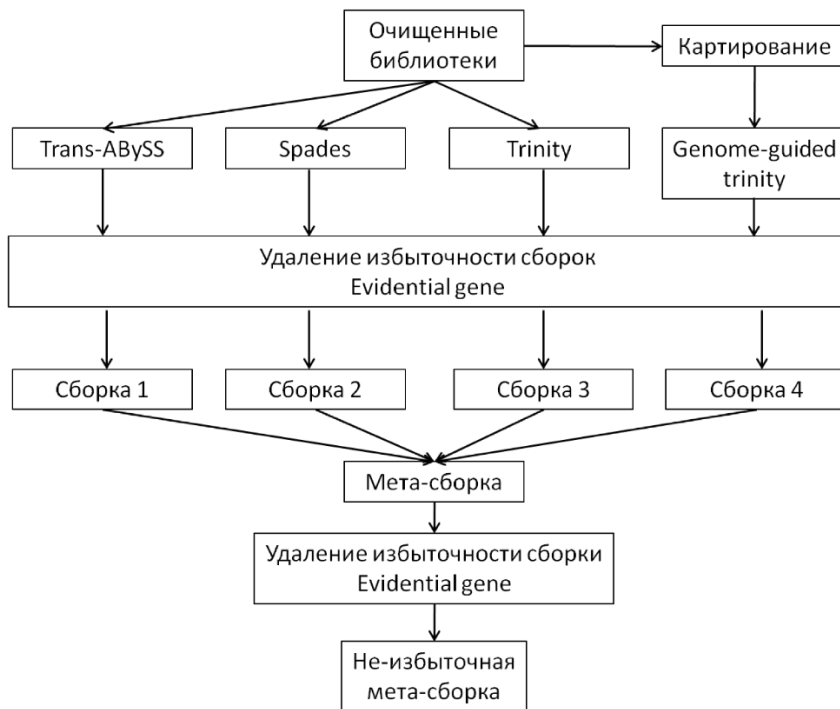 Очищенные
библиотеки
Картирование
Trans-ABySS
Spades
Trinity
Genome-guided
trinity
Удаление избыточности сборок
Evidential gene
Сборка 1
Сборка 2
Сборка 3
Сборка 4
Мета-сборка
Удаление избыточности сборки
Evidential gene
Не-избыточная
мета-сборка